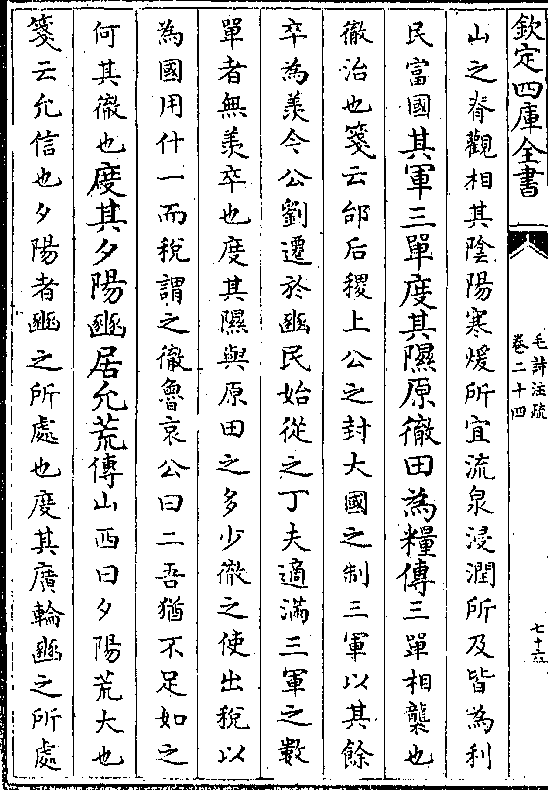 欽定四庫全書
毛詩注疏
卷二十四
山之脊觀相其陰陽寒煖所宜流泉浸潤所及皆為利
民富國其軍三單度其隰原徹田為糧傳三單相襲也
徹治也箋云邰后稷上公之封大國之制三軍以其餘
卒為羨今公劉遷於豳民始從之丁夫適滿三軍之數
單者無羨卒也度其隰與原田之多少徹之使出稅以
為國用什一而稅謂之徹魯哀公曰二吾猶不足如之
何其徹也度其夕陽豳居允荒傳山西曰夕陽荒大也
箋云允信也夕陽者豳之所處也度其廣輪豳之所處